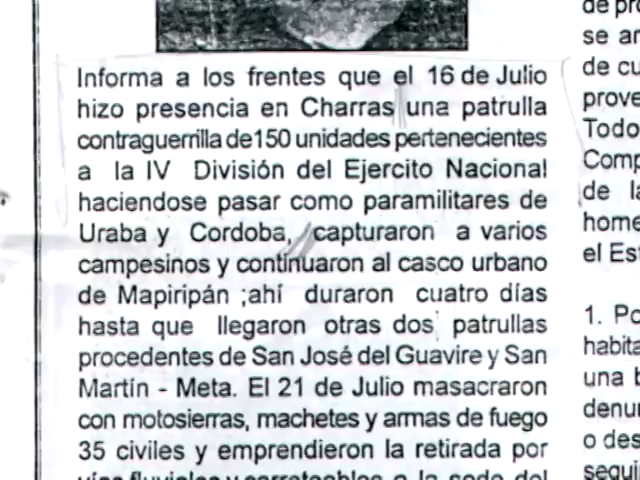 Informa a los frentes que el 16 de Julio
hizo presencia en Charras una patrulla
contraguerrilla de150 unidades pertenecientes
a la IV División del Ejercito Nacional
haciendose pasar como paramilitares de
Uraba y Cordoba, capturaron a varios
campesinos y continuaron al casco urbano
de Mapiripán ;ahí duraron cuatro días
hasta que llegaron otras dos patrullas
procedentes de San José del Guavire y San
Martín - Meta. El 21 de Julio masacraron
con motosierras, machetes y armas de fuego
35 civiles y emprendieron la retirada por
se
de
prove
Todo
Comp
de la
home
el Es
1. Po
habita
una
denu
o des
segui